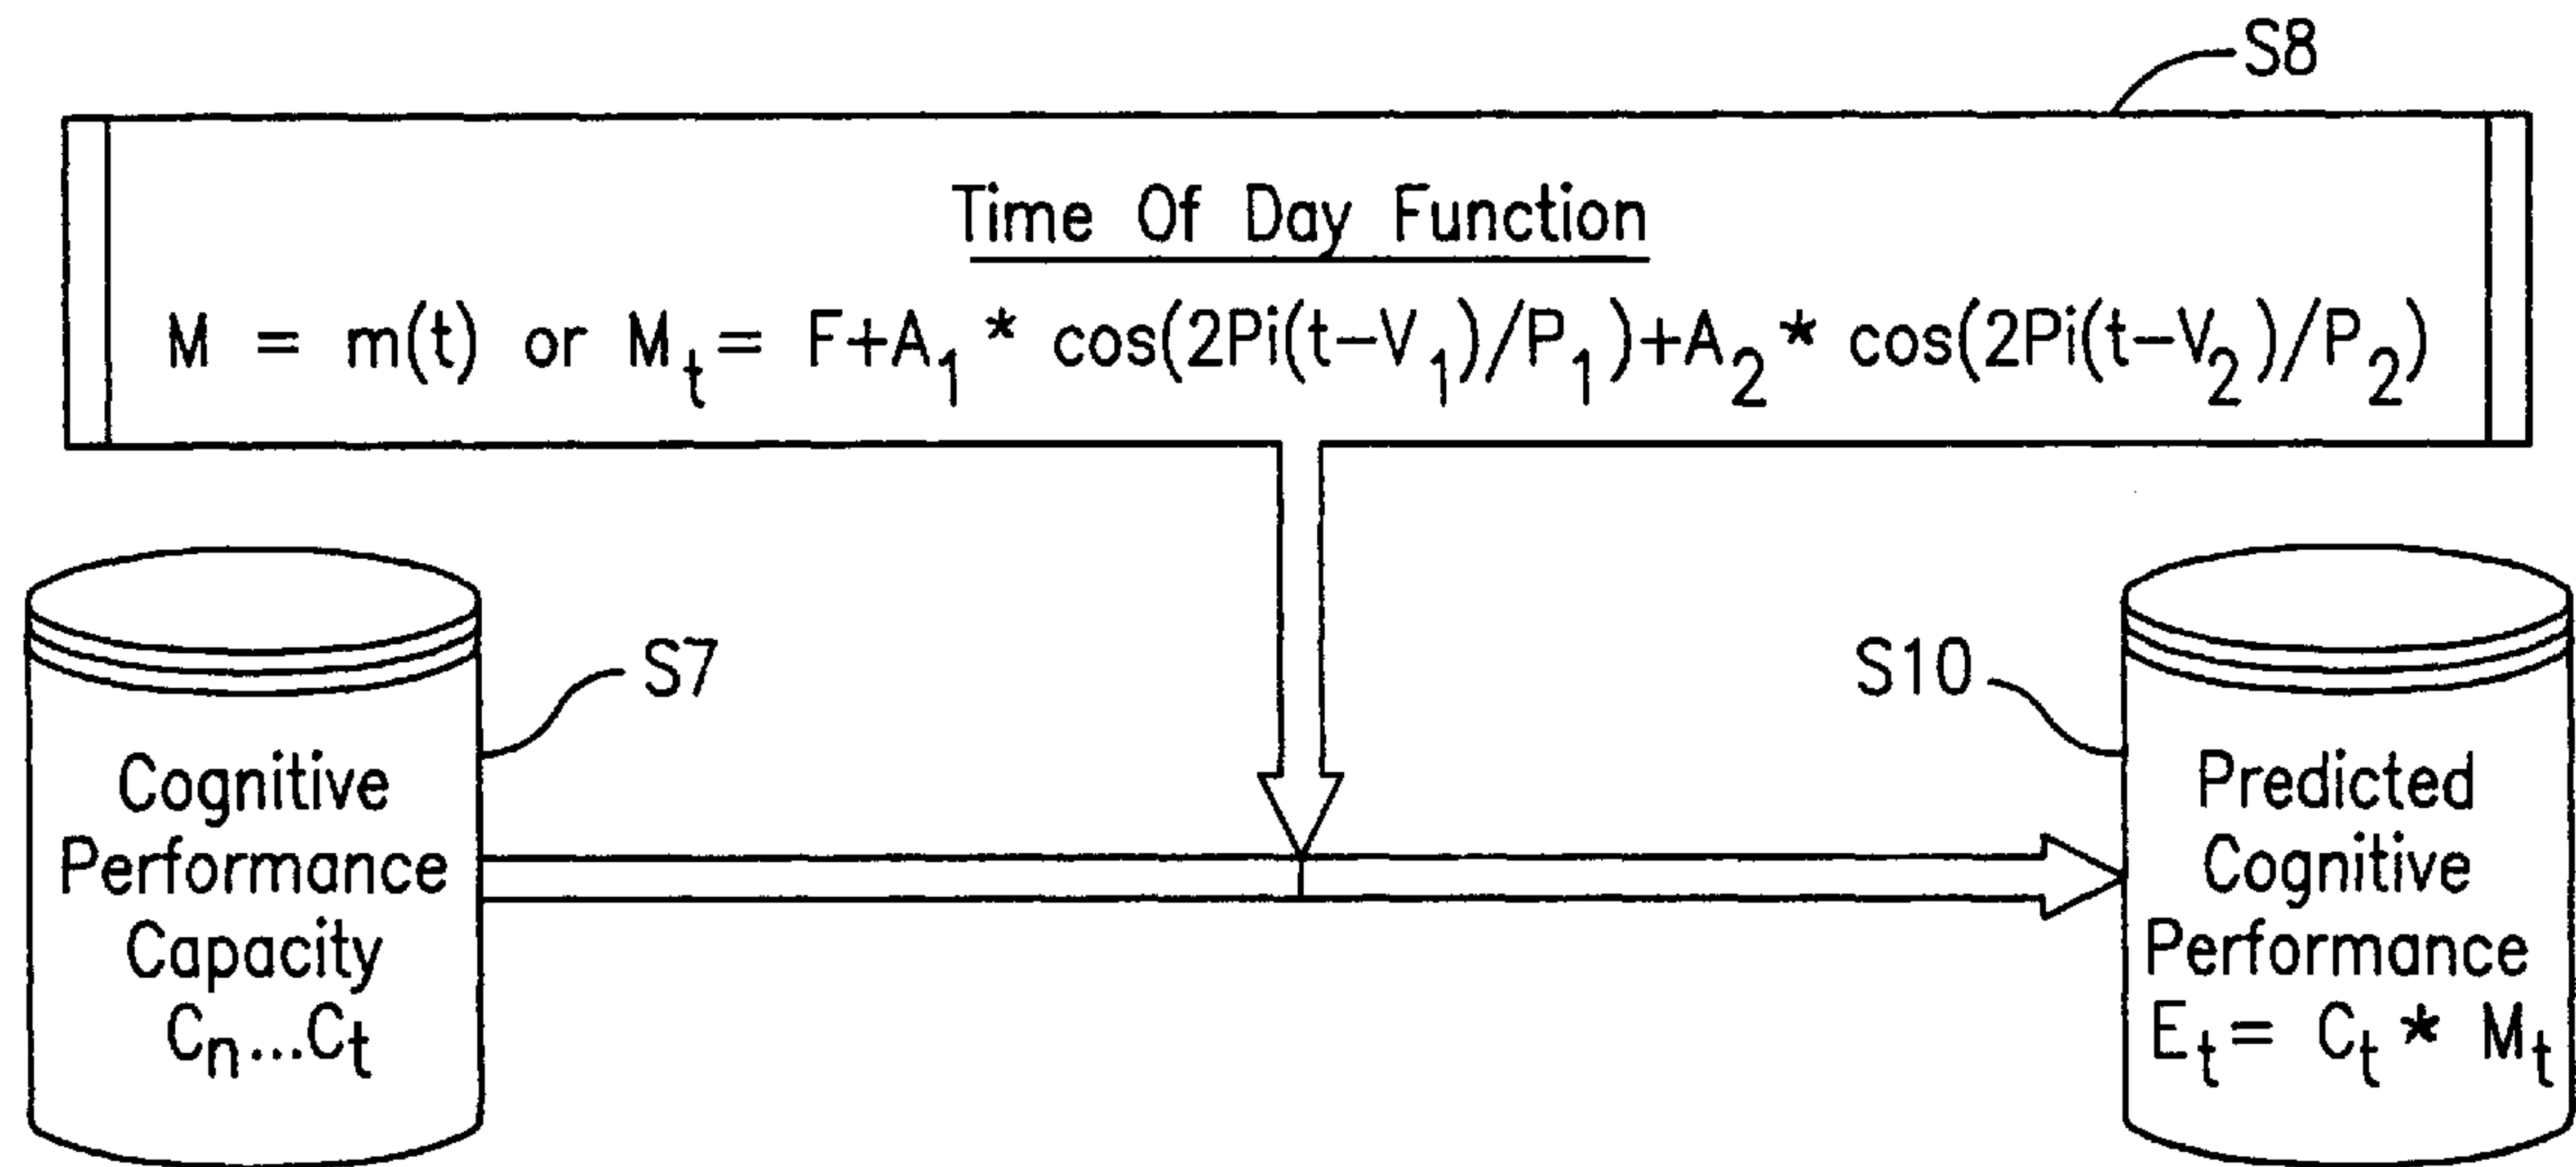 S8
Time Of Day Function
M = m(t) or Mₜ= F+A₁ * cos(2Pi(t−V₁)/P₁)+A₂ * cos(2Pi(t−V₂)/P₂)
S7
Cognitive
Performance
Capacity
Cₙ...Cₜ
S10
Predicted
Cognitive
Performance
Eₜ= Cₜ * Mₜ